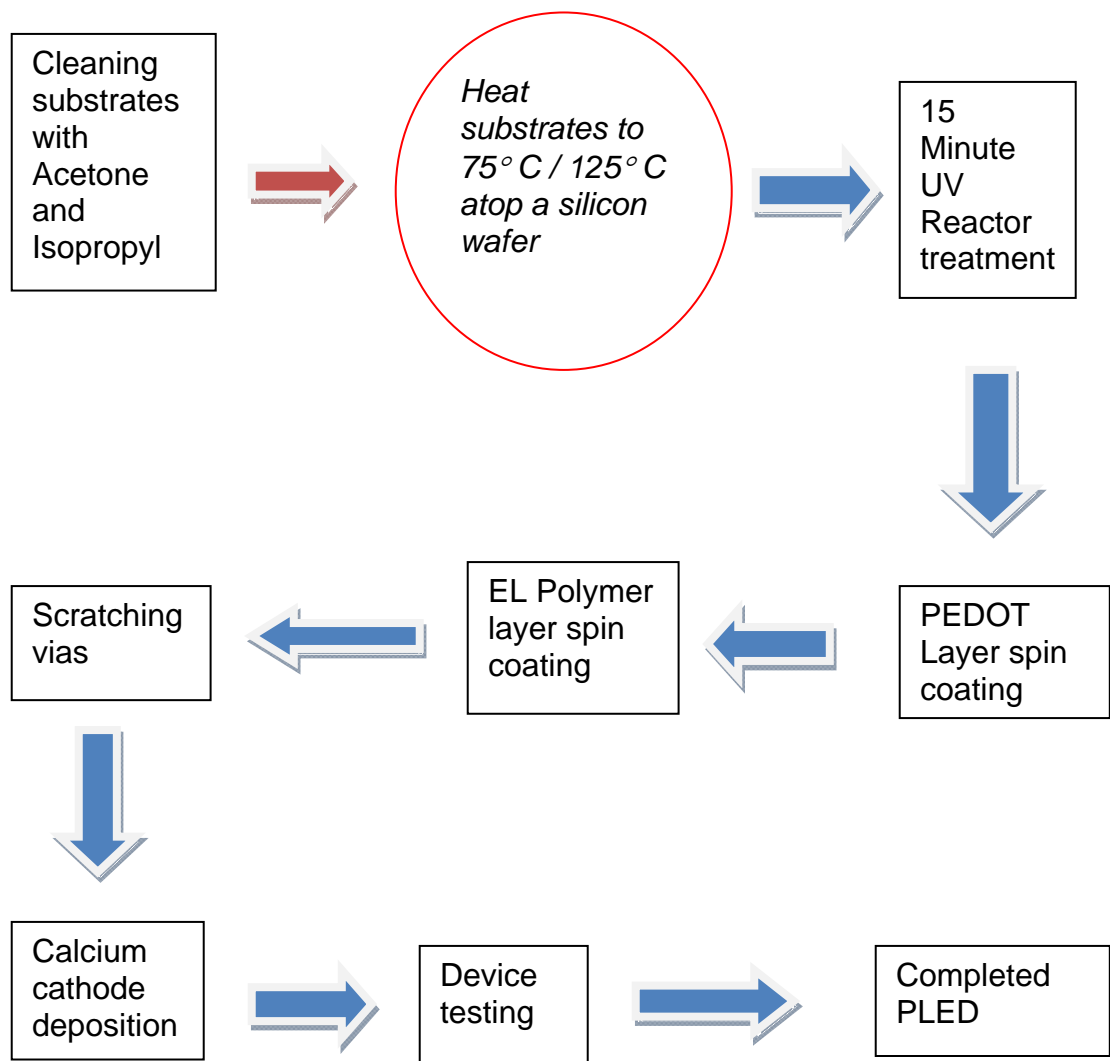 Cleaning
substrates
with
Acetone
and
Isopropyl
Heat
substrates to
75° C / 125° C
atop a silicon
wafer
15
Minute
UV
Reactor
treatment
PEDOT
Layer spin
coating
EL Polymer
layer spin
coating
Scratching
vias
Calcium
cathode
deposition
Device
testing
Completed
PLED